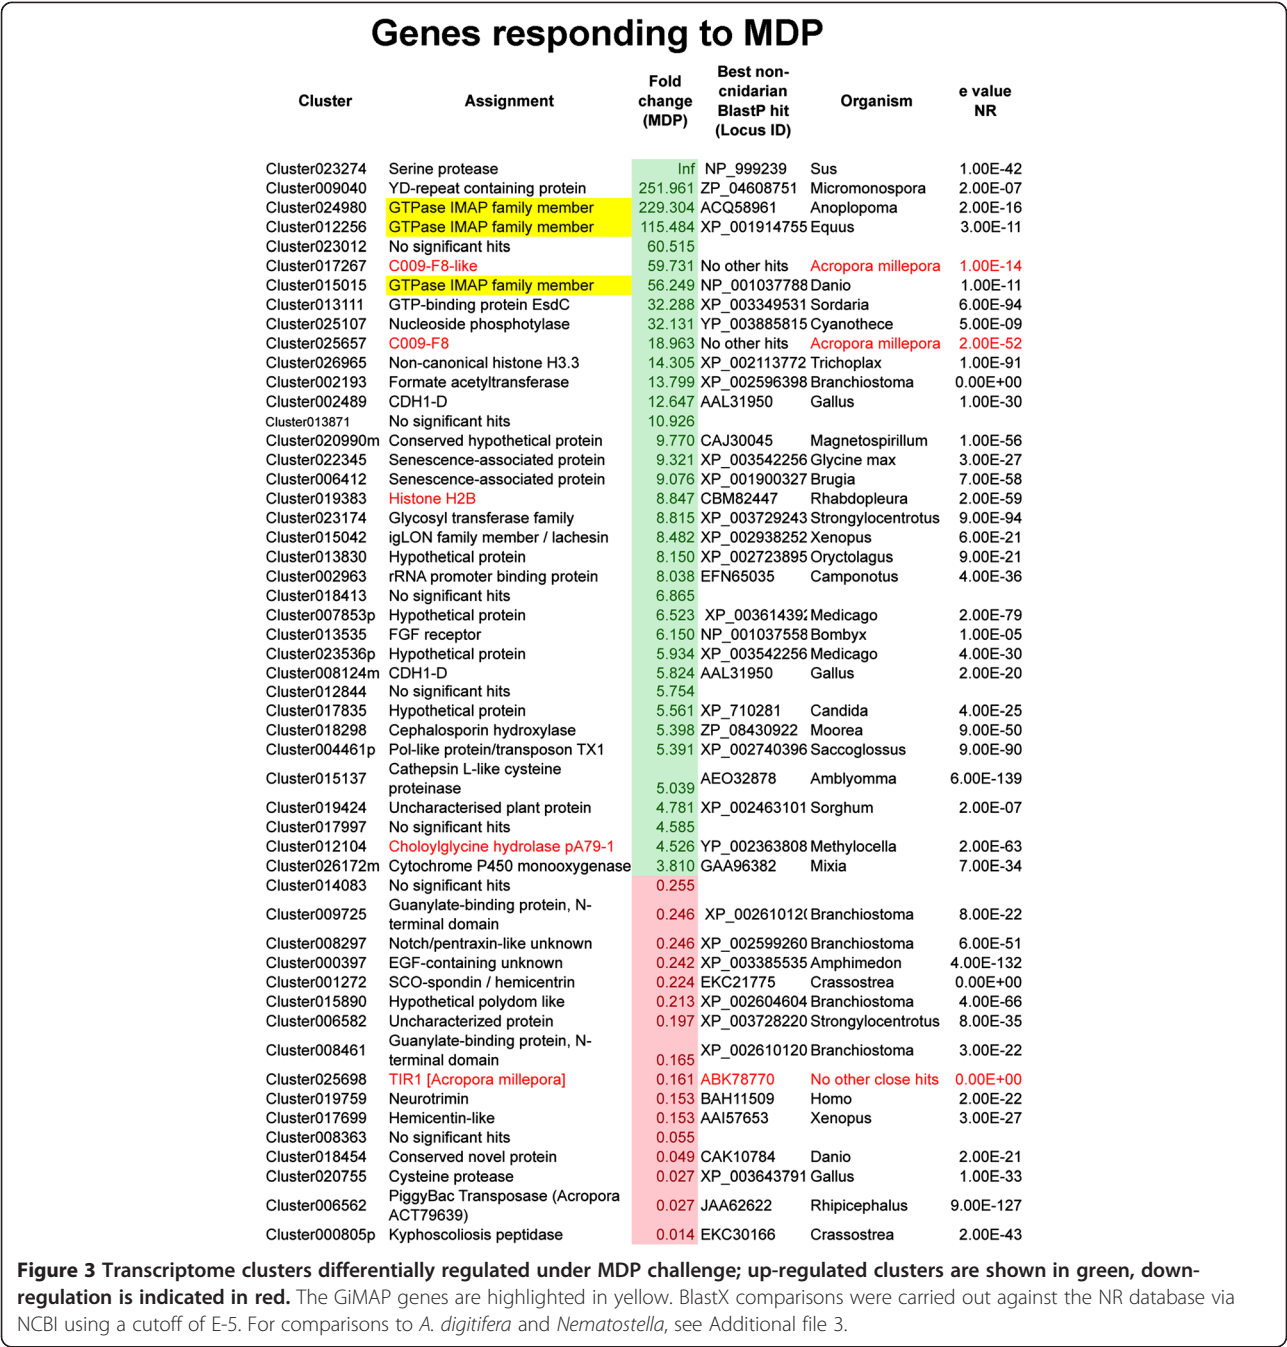 Genes responding to MDP
Cluster Assignment Fold change (MDP) Best non-cnidarian BlastP hit (Locus ID) Organism e value NR
Cluster023274 Serine protease Inf NP_999239 Sus 1.00E-42
Cluster009040 YD-repeat containing protein 251.961 ZP_04608751 Micromonospora 2.00E-07
Cluster024980 GTPase IMAP family member 229.304 ACQ58961 Anoplopoma 2.00E-16
Cluster012256 GTPase IMAP family member 115.484 XP_001914755 Equus 3.00E-11
Cluster023012 No significant hits 60.515
Cluster017267 C009-F8-like 59.731 No other hits Acropora millepora 1.00E-14
Cluster015015 GTPase IMAP family member 56.249 NP_001037788 Danio 1.00E-11
Cluster013111 GTP-binding protein EsdC 32.288 XP_003349531 Sordaria 6.00E-94
Cluster025107 Nucleoside phosphotylase 32.131 YP_003885815 Cyanothece 5.00E-09
Cluster025657 C009-F8 18.963 No other hits Acropora millepora 2.00E-52
Cluster026965 Non-canonical histone H3.3 14.305 XP_002113772 Trichoplax 1.00E-91
Cluster002193 Formate acetyltransferase 13.799 XP_002596398 Branchiostoma 0.00E+00
Cluster002489 CDH1-D 12.647 AAL31950 Gallus 1.00E-30
Cluster013871 No significant hits 10.926
Cluster020990m Conserved hypothetical protein 9.770 CAJ30045 Magnetospirillum 1.00E-56
Cluster022345 Senescence-associated protein 9.321 XP_003542256 Glycine max 3.00E-27
Cluster006412 Senescence-associated protein 9.076 XP_001900327 Brugia 7.00E-58
Cluster019383 Histone H2B 8.847 CBM82447 Rhabdopleura 2.00E-59
Cluster023174 Glycosyl transferase family 8.815 XP_003729243 Strongylocentrotus 9.00E-94
Cluster015042 igLON family member / lachesin 8.482 XP_002938252 Xenopus 6.00E-21
Cluster013830 Hypothetical protein 8.150 XP_002723895 Oryctolagus 9.00E-21
Cluster002963 rRNA promoter binding protein 8.038 EFN65035 Camponotus 4.00E-36
Cluster018413 No significant hits 6.865
Cluster007853p Hypothetical protein 6.523 XP_003614392 Medicago 2.00E-79
Cluster013535 FGF receptor 6.150 NP_001037558 Bombyx 1.00E-05
Cluster023536p Hypothetical protein 5.934 XP_003542256 Medicago 4.00E-30
Cluster008124m CDH1-D 5.824 AAL31950 Gallus 2.00E-20
Cluster012844 No significant hits 5.754
Cluster017835 Hypothetical protein 5.561 XP_710281 Candida 4.00E-25
Cluster018298 Cephalosporin hydroxylase 5.398 ZP_08430922 Moorea 9.00E-50
Cluster004461p Pol-like protein/transposon TX1 5.391 XP_002740396 Saccoglossus 9.00E-90
Cluster015137 Cathepsin L-like cysteine proteinase 5.039 AEO32878 Amblyomma 6.00E-139
Cluster019424 Uncharacterised plant protein 4.781 XP_002463101 Sorghum 2.00E-07
Cluster017997 No significant hits 4.585
Cluster012104 Choloylglycine hydrolase pA79-1 4.526 YP_002363808 Methylocella 2.00E-63
Cluster026172m Cytochrome P450 monooxygenase 3.810 GAA96382 Mixia 7.00E-34
Cluster014083 No significant hits 0.255
Cluster009725 Guanylate-binding protein, N-terminal domain 0.246 XP_00261012( Branchiostoma 8.00E-22
Cluster008297 Notch/pentraxin-like unknown 0.246 XP_002599260 Branchiostoma 6.00E-51
Cluster000397 EGF-containing unknown 0.242 XP_003385535 Amphimedon 4.00E-132
Cluster001272 SCO-spondin / hemicentrin 0.224 EKC21775 Crassostrea 0.00E+00
Cluster015890 Hypothetical polydom like 0.213 XP_002604604 Branchiostoma 4.00E-66
Cluster006582 Uncharacterized protein 0.197 XP_003728220 Strongylocentrotus 8.00E-35
Cluster008461 Guanylate-binding protein, N-terminal domain 0.165 XP_002610120 Branchiostoma 3.00E-22
Cluster025698 TIR1 [Acropora millepora] 0.161 ABK78770 No other close hits 0.00E+00
Cluster019759 Neurotrimin 0.153 BAH11509 Homo 2.00E-22
Cluster017699 Hemicentin-like 0.153 AAI57653 Xenopus 3.00E-27
Cluster008363 No significant hits 0.055
Cluster018454 Conserved novel protein 0.049 CAK10784 Danio 2.00E-21
Cluster020755 Cysteine protease 0.027 XP_003643791 Gallus 1.00E-33
Cluster006562 PiggyBac Transposase (Acropora ACT79639) 0.027 JAA62622 Rhipicephalus 9.00E-127
Cluster000805p Kyphoscoliosis peptidase 0.014 EKC30166 Crassostrea 2.00E-43
Figure 3 Transcriptome clusters differentially regulated under MDP challenge; up-regulated clusters are shown in green, down-
regulation is indicated in red. The GiMAP genes are highlighted in yellow. BlastX comparisons were carried out against the NR database via
NCBI using a cutoff of E-5. For comparisons to A. digitifera and Nematostella, see Additional file 3.